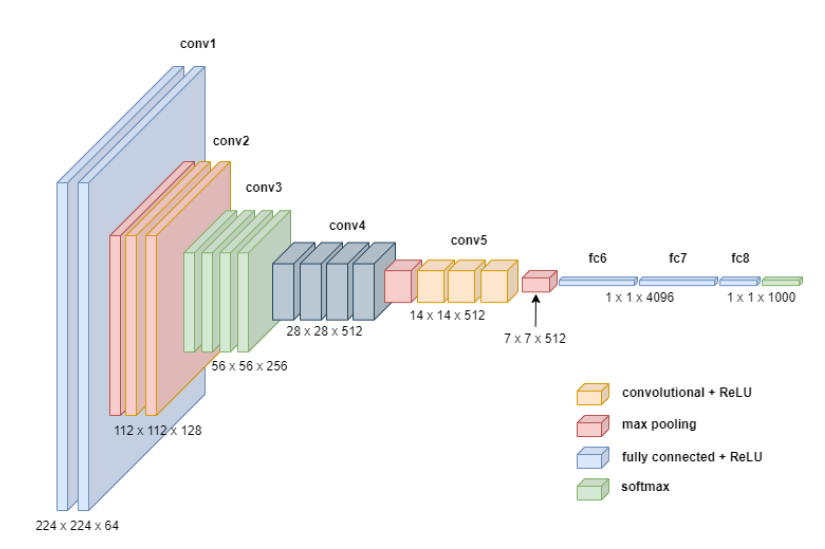 conv1
conv2
conv3
conv4
conv5
fc6
fc7
fc8
1 x 1 x 4096
1 x 1 x 1000
14 x 14 x 512
28 x 28 x 512
7 x 7 x 512
56 x 56 x 256
112 x 112 x 128
224 x 224 x 64
convolutional + ReLU
max pooling
fully connected + ReLU
softmax